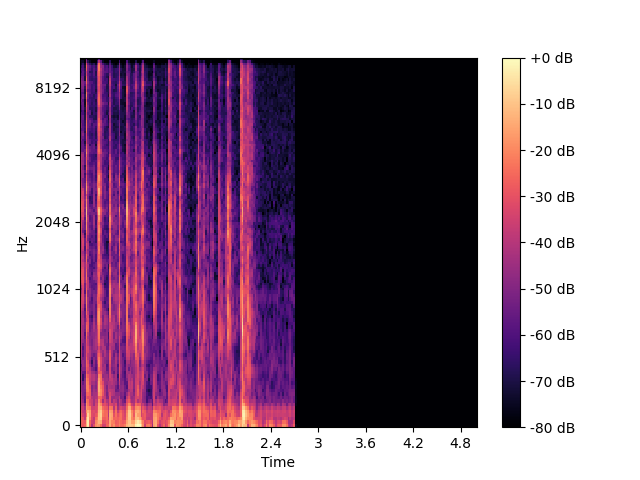 8192
4096
2048
1024
512
0
Hz
0 0.6 1.2 1.8 2.4 3 3.6 4.2 4.8
Time
+0 dB
-10 dB
-20 dB
-30 dB
-40 dB
-50 dB
-60 dB
-70 dB
-80 dB